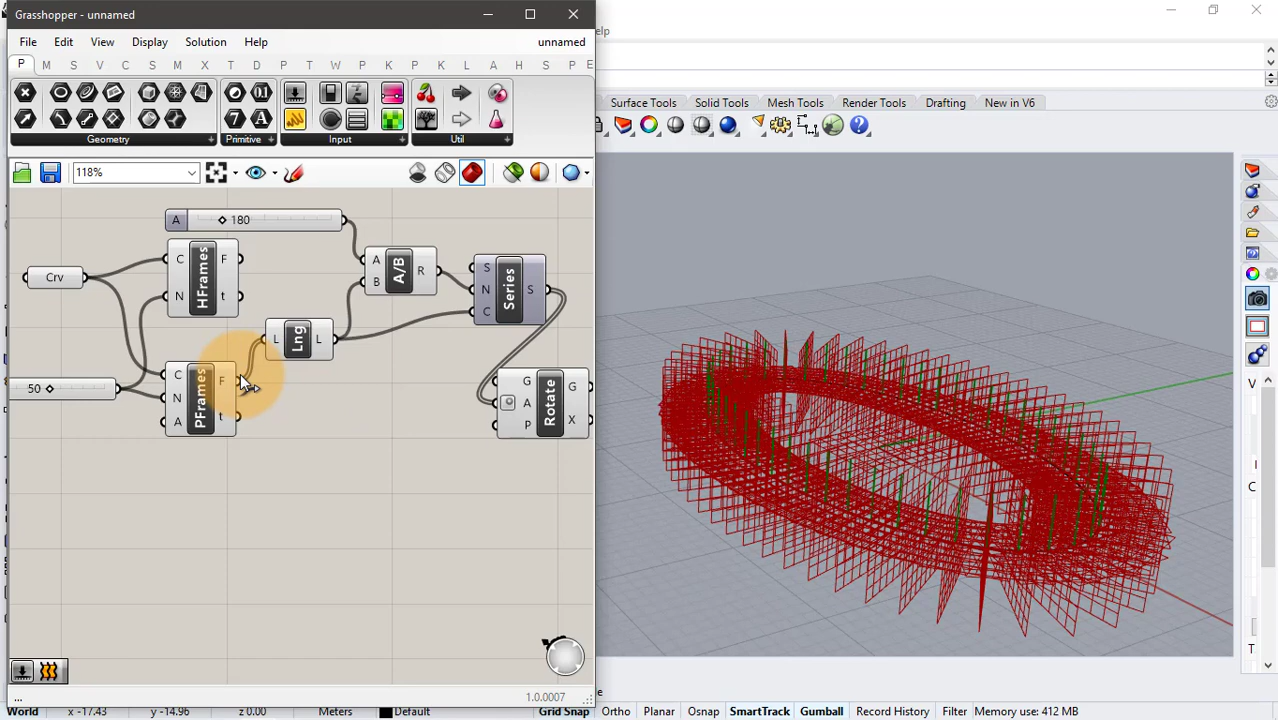 Grasshopper - unnamed
File Edit View Display Solution Help unnamed
P M S V C S M X T D P T W P K P K L A H S P E
Geometry Primitive Input Util
118%
A 180
Crv
C N HFrames F t
A B A/B R
S N C Series S
L Lng L
50
C N A PFrames F t
G A P Rotate G X
... 1.0.0007
elp
Surface Tools Solid Tools Mesh Tools Render Tools Drafting New in V6
V
C
T
e
World x -17.43 y -14.96 z 0.00 Meters Default Grid Snap Ortho Planar Osnap SmartTrack Gumball Record History Filter Memory use: 412 MB